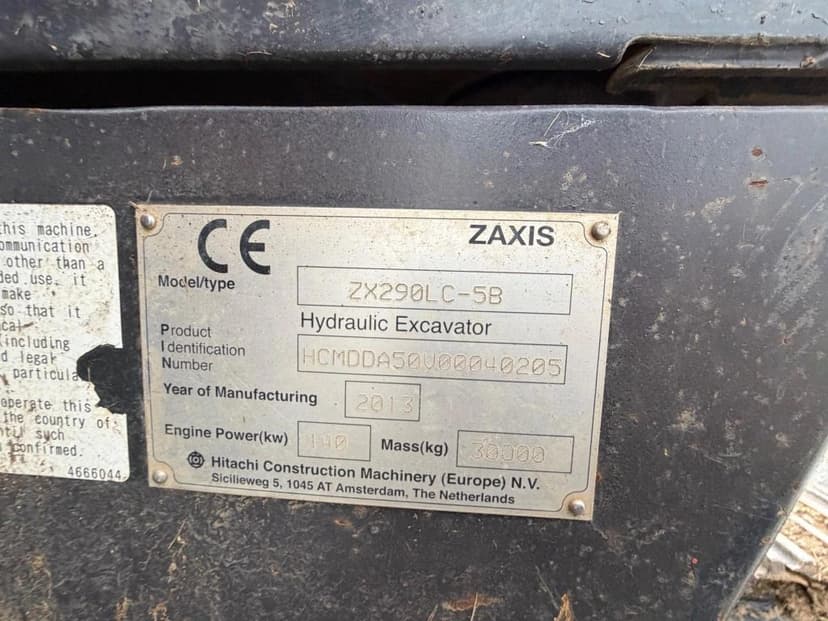 this machine,
ommunication
other than a
ded use, it
make
so that it
cal
(including
d legal
particula
operate this
the country of
ntil such
confirmed.
4666044
CE
ZAXIS
Model/type
ZX290LC-5B
Hydraulic Excavator
Product
Identification
Number
HCMDDA50V00040205
Year of Manufacturing
2013
Engine Power(kw)
140
Mass(kg)
30000
Hitachi Construction Machinery (Europe) N.V.
Sicilieweg 5, 1045 AT Amsterdam, The Netherlands